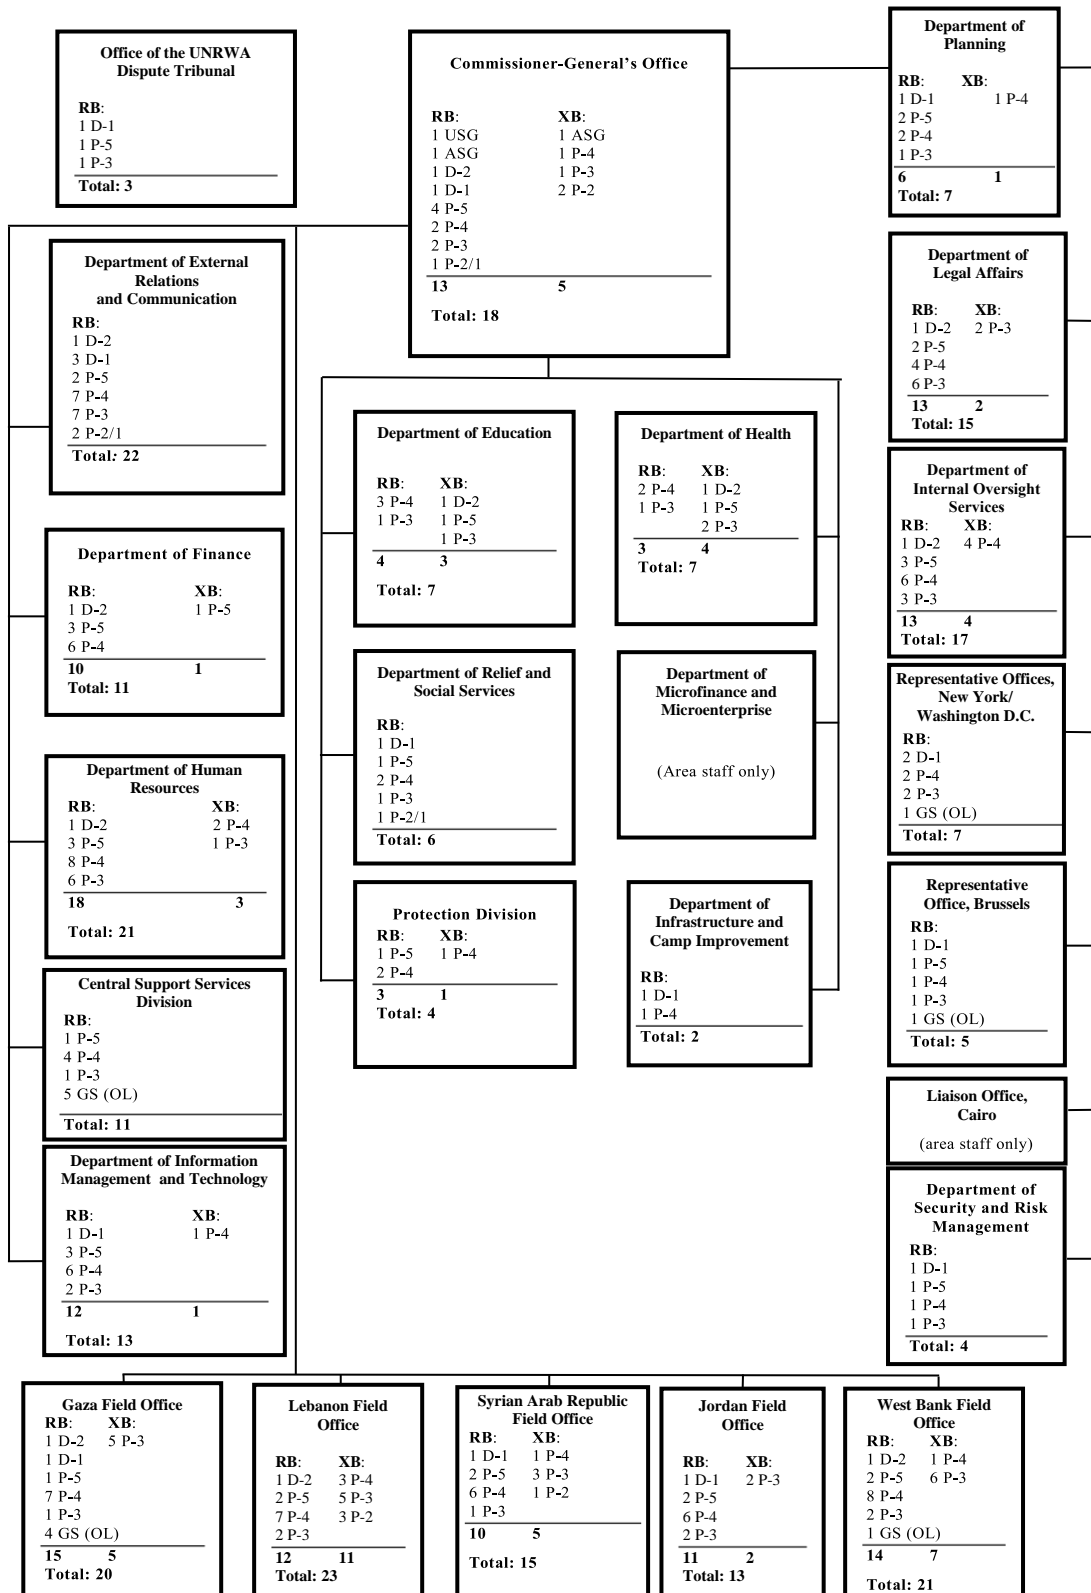 Office of the UNRWA
Dispute Tribunal
RB:
1 D-1
1 P-5
1 P-3
Total: 3
Commissioner-General's Office
RB: XB:
1 USG 1 ASG
1 ASG 1 P-4
1 D-2 1 P-3
1 D-1 2 P-2
4 P-5
2 P-4
2 P-3
1 P-2/1
13 5
Total: 18
Department of
Planning
RB: XB:
1 D-1 1 P-4
2 P-5
2 P-4
1 P-3
6 1
Total: 7
Department of External
Relations
and Communication
RB:
1 D-2
3 D-1
2 P-5
7 P-4
7 P-3
2 P-2/1
Total: 22
Department of
Legal Affairs
RB: XB:
1 D-2 2 P-3
2 P-5
4 P-4
6 P-3
13 2
Total: 15
Department of Education
RB: XB:
3 P-4 1 D-2
1 P-3 1 P-5
1 P-3
4 3
Total: 7
Department of Health
RB: XB:
2 P-4 1 D-2
1 P-3 1 P-5
2 P-3
3 4
Total: 7
Department of
Internal Oversight
Services
RB: XB:
1 D-2 4 P-4
3 P-5
6 P-4
3 P-3
13 4
Total: 17
Department of Finance
RB: XB:
1 D-2 1 P-5
3 P-5
6 P-4
10 1
Total: 11
Department of Relief and
Social Services
RB:
1 D-1
1 P-5
2 P-4
1 P-3
1 P-2/1
Total: 6
Department of
Microfinance and
Microenterprise
(Area staff only)
Representative Offices,
New York/
Washington D.C.
RB:
2 D-1
2 P-4
2 P-3
1 GS (OL)
Total: 7
Department of Human
Resources
RB: XB:
1 D-2 2 P-4
3 P-5 1 P-3
8 P-4
6 P-3
18 3
Total: 21
Protection Division
RB: XB:
1 P-5 1 P-4
2 P-4
3 1
Total: 4
Department of
Infrastructure and
Camp Improvement
RB:
1 D-1
1 P-4
Total: 2
Representative
Office, Brussels
RB:
1 D-1
1 P-5
1 P-4
1 P-3
1 GS (OL)
Total: 5
Central Support Services
Division
RB:
1 P-5
4 P-4
1 P-3
5 GS (OL)
Total: 11
Liaison Office,
Cairo
(area staff only)
Department of Information
Management and Technology
RB: XB:
1 D-1 1 P-4
3 P-5
6 P-4
2 P-3
12 1
Total: 13
Department of
Security and Risk
Management
RB:
1 D-1
1 P-5
1 P-4
1 P-3
Total: 4
Gaza Field Office
RB: XB:
1 D-2 5 P-3
1 D-1
1 P-5
7 P-4
1 P-3
4 GS (OL)
15 5
Total: 20
Lebanon Field
Office
RB: XB:
1 D-2 3 P-4
2 P-5 5 P-3
7 P-4 3 P-2
2 P-3
12 11
Total: 23
Syrian Arab Republic
Field Office
RB: XB:
1 D-1 1 P-4
2 P-5 3 P-3
6 P-4 1 P-2
1 P-3
10 5
Total: 15
Jordan Field
Office
RB: XB:
1 D-1 2 P-3
2 P-5
6 P-4
2 P-3
11 2
Total: 13
West Bank Field
Office
RB: XB:
1 D-2 1 P-4
2 P-5 6 P-3
8 P-4
2 P-3
1 GS (OL)
14 7
Total: 21